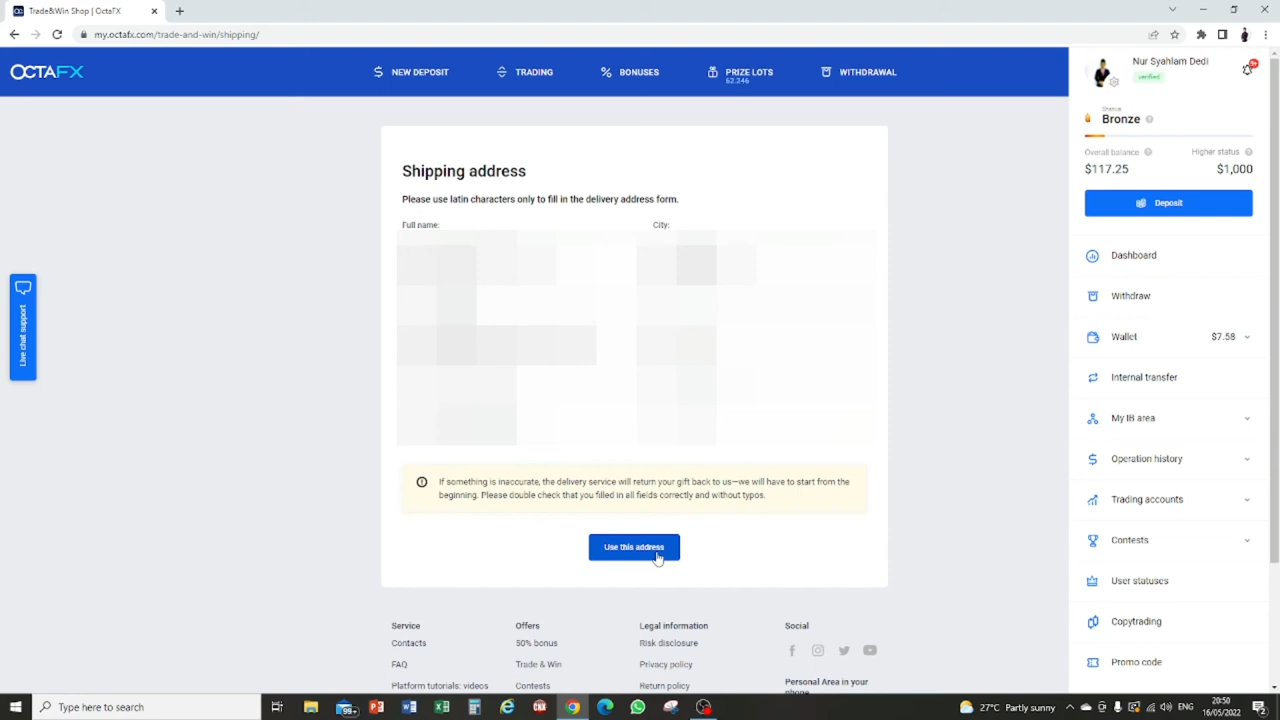 Trade&Win Shop | OctaFX
my.octafx.com/trade-and-win/shipping/
OCTAFX
NEW DEPOSIT
TRADING
BONUSES
PRIZE LOTS
62.246
WITHDRAWAL
Nur Syahlam Dedi
verified
9+
Status
Bronze
Overall balance
Higher status
$117.25
$1,000
Deposit
Dashboard
Withdraw
Wallet
$7.58
Internal transfer
My IB area
Operation history
Trading accounts
Contests
User statuses
Copytrading
Promo code
Live chat support
Shipping address
Please use latin characters only to fill in the delivery address form.
Full name:
City:
If something is inaccurate, the delivery service will return your gift back to us—we will have to start from the
beginning. Please double check that you filled in all fields correctly and without typos.
Use this address
Service
Offers
Legal information
Social
Contacts
50% bonus
Risk disclosure
FAQ
Trade & Win
Privacy policy
Platform tutorials: videos
Contests
Return policy
Personal Area in your
phone
Type here to search
99+
27°C Partly sunny
ENG
20:50
16/05/2022